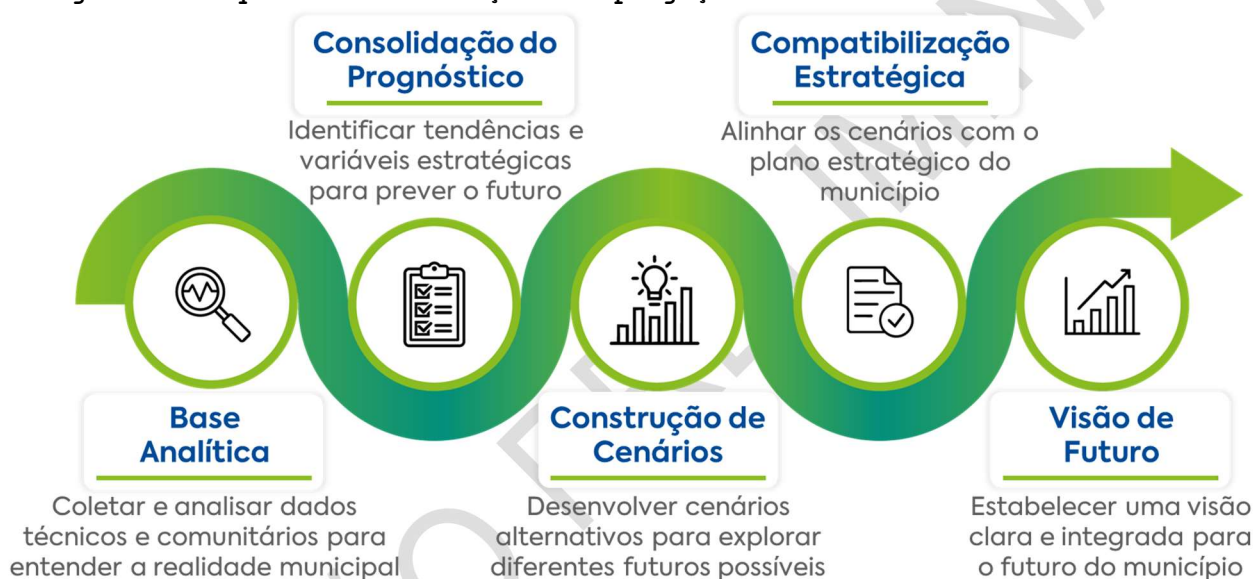 Consolidação do
Prognóstico
Identificar tendências e
variáveis estratégicas
para prever o futuro
Compatibilização
Estratégica
Alinhar os cenários com o
plano estratégico do
município
Base
Analítica
Coletar e analisar dados
técnicos e comunitários para
entender a realidade municipal
Construção de
Cenários
Desenvolver cenários
alternativos para explorar
diferentes futuros possíveis
Visão de
Futuro
Estabelecer uma visão
clara e integrada para
o futuro do município